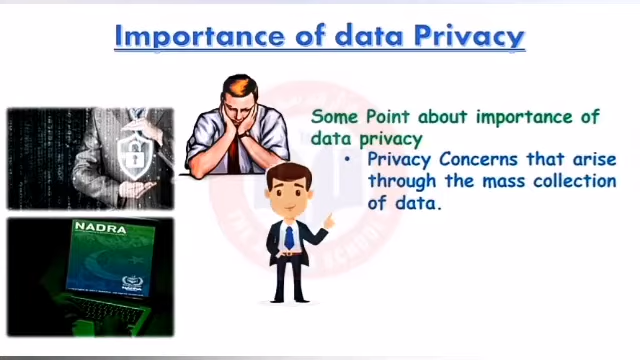 Importance of data Privacy
Some Point about importance of
data privacy
• Privacy Concerns that arise
through the mass collection
of data.
NADRA